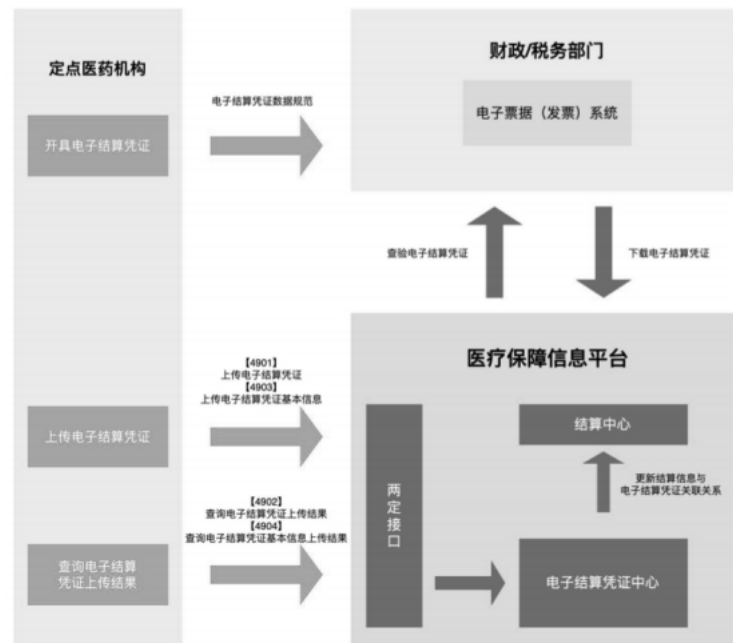 定点医药机构
开具电子结算凭证
电子结算凭证数据规范
财政/税务部门
电子票据（发票）系统
查验电子结算凭证
下载电子结算凭证
上传电子结算凭证
【4901】
上传电子结算凭证
【4903】
上传电子结算凭证基本信息
查询电子结算
凭证上传结果
【4902】
查询电子结算凭证上传结果
【4904】
查询电子结算凭证基本信息上传结果
医疗保障信息平台
两定接口
结算中心
更新结算信息与
电子结算凭证关联关系
电子结算凭证中心